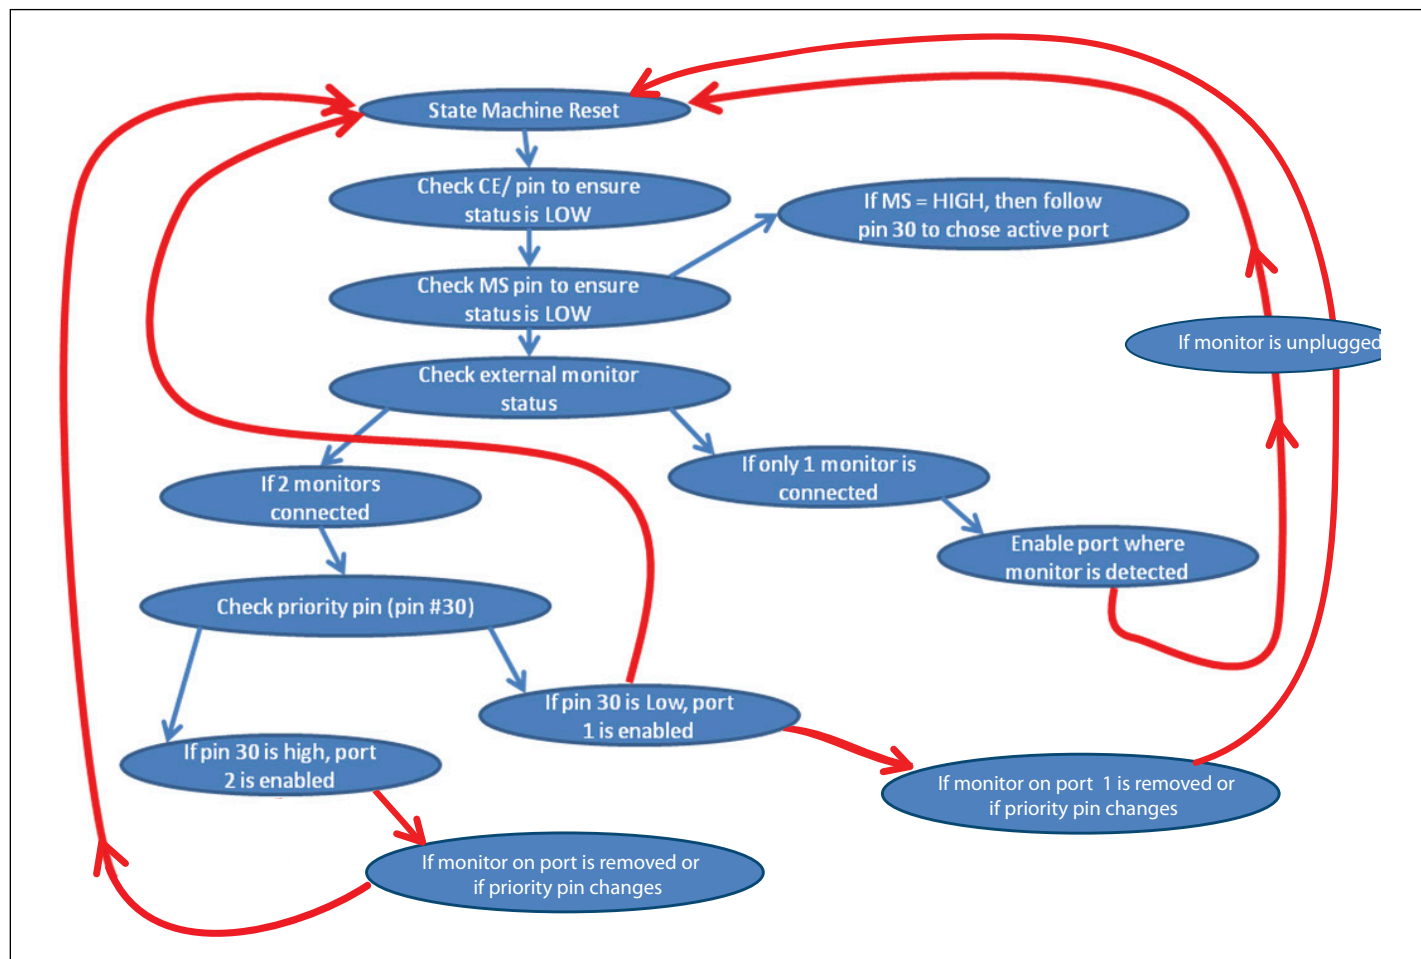 State Machine Reset
Check CE/ pin to ensure
status is LOW
If MS = HIGH, then follow
pin 30 to chose active port
Check MS pin to ensure
status is LOW
If monitor is unplugged
Check external monitor
status
If only 1 monitor is
connected
If 2 monitors
connected
Enable port where
monitor is detected
Check priority pin (pin #30)
If pin 30 is Low, port
1 is enabled
If pin 30 is high, port
2 is enabled
If monitor on port 1 is removed or
if priority pin changes
If monitor on port is removed or
if priority pin changes